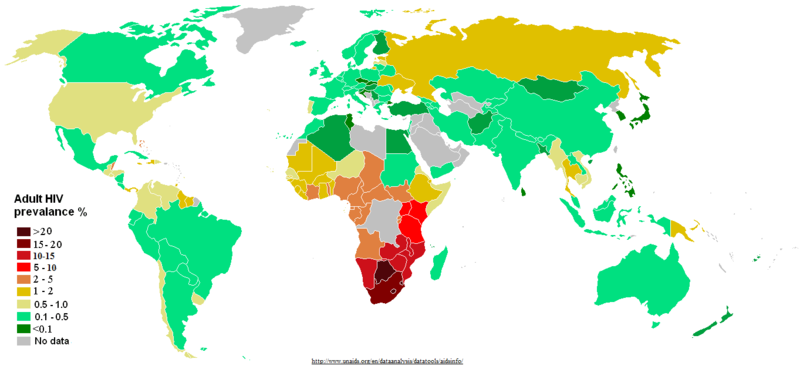 Adult HIV
prevalance %
>20
15 - 20
10-15
5 - 10
2 - 5
1 - 2
0.5 - 1.0
0.1 - 0.5
<0.1
No data
http://www.unaids.org/en/dataanalysis/datatools/aidsinfo/